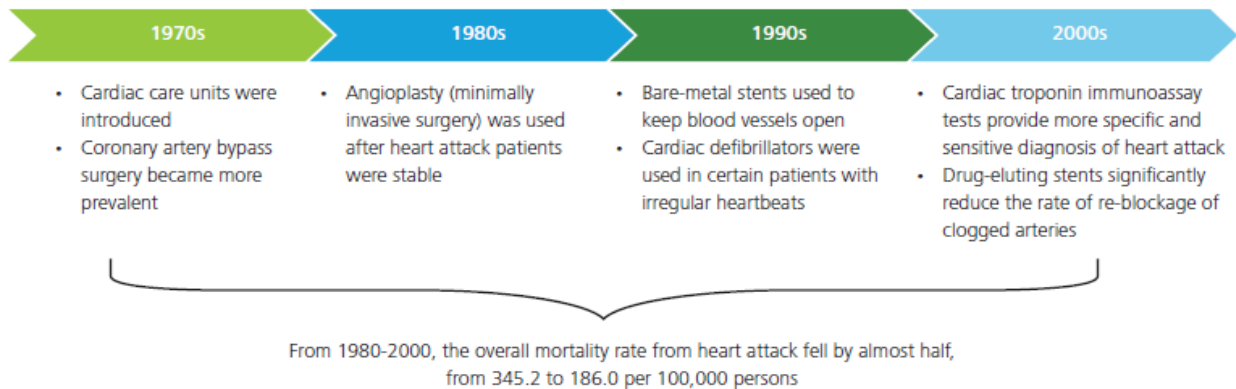 1970s
1980s
1990s
2000s
• Cardiac care units were
introduced
• Coronary artery bypass
surgery became more
prevalent
• Angioplasty (minimally
invasive surgery) was used
after heart attack patients
were stable
• Bare-metal stents used to
keep blood vessels open
• Cardiac defibrillators were
used in certain patients with
irregular heartbeats
• Cardiac troponin immunoassay
tests provide more specific and
sensitive diagnosis of heart attack
• Drug-eluting stents significantly
reduce the rate of re-blockage of
clogged arteries
From 1980-2000, the overall mortality rate from heart attack fell by almost half,
from 345.2 to 186.0 per 100,000 persons